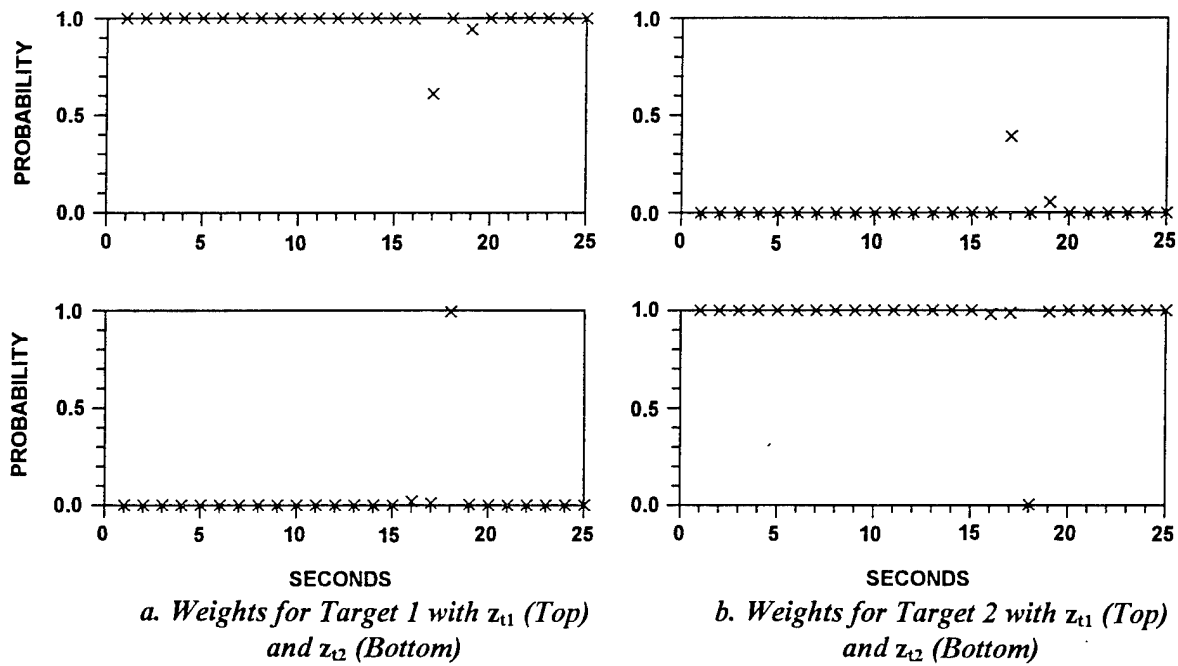 PROBABILITY
1.0
0.5
0.0
0 5 10 15 20 25
1.0
0.5
0.0
0 5 10 15 20 25
PROBABILITY
1.0
0.5
0.0
0 5 10 15 20 25
SECONDS
1.0
0.5
0.0
0 5 10 15 20 25
SECONDS
a. Weights for Target 1 with zt1 (Top)
and zt2 (Bottom)
b. Weights for Target 2 with zt1 (Top)
and zt2 (Bottom)